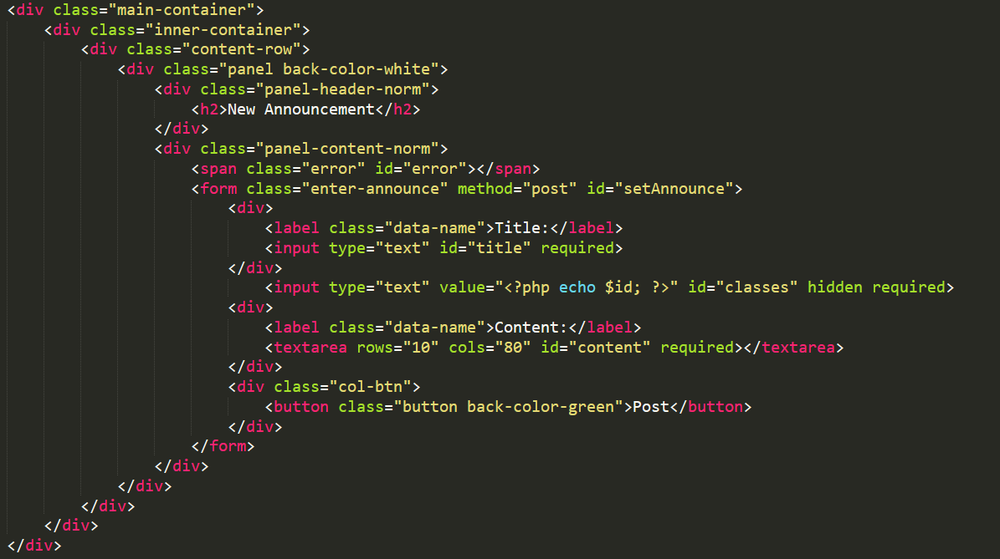 <div class="main-container">
<div class="inner-container">
<div class="content-row">
<div class="panel back-color-white">
<div class="panel-header-norm">
<h2>New Announcement</h2>
</div>
<div class="panel-content-norm">
<span class="error" id="error"></span>
<form class="enter-announce" method="post" id="setAnnounce">
<div>
<label class="data-name">Title:</label>
<input type="text" id="title" required>
</div>
<input type="text" value="<?php echo $id; ?>" id="classes" hidden required>
<div>
<label class="data-name">Content:</label>
<textarea rows="10" cols="80" id="content" required></textarea>
</div>
<div class="col-btn">
<button class="button back-color-green">Post</button>
</div>
</form>
</div>
</div>
</div>
</div>
</div>